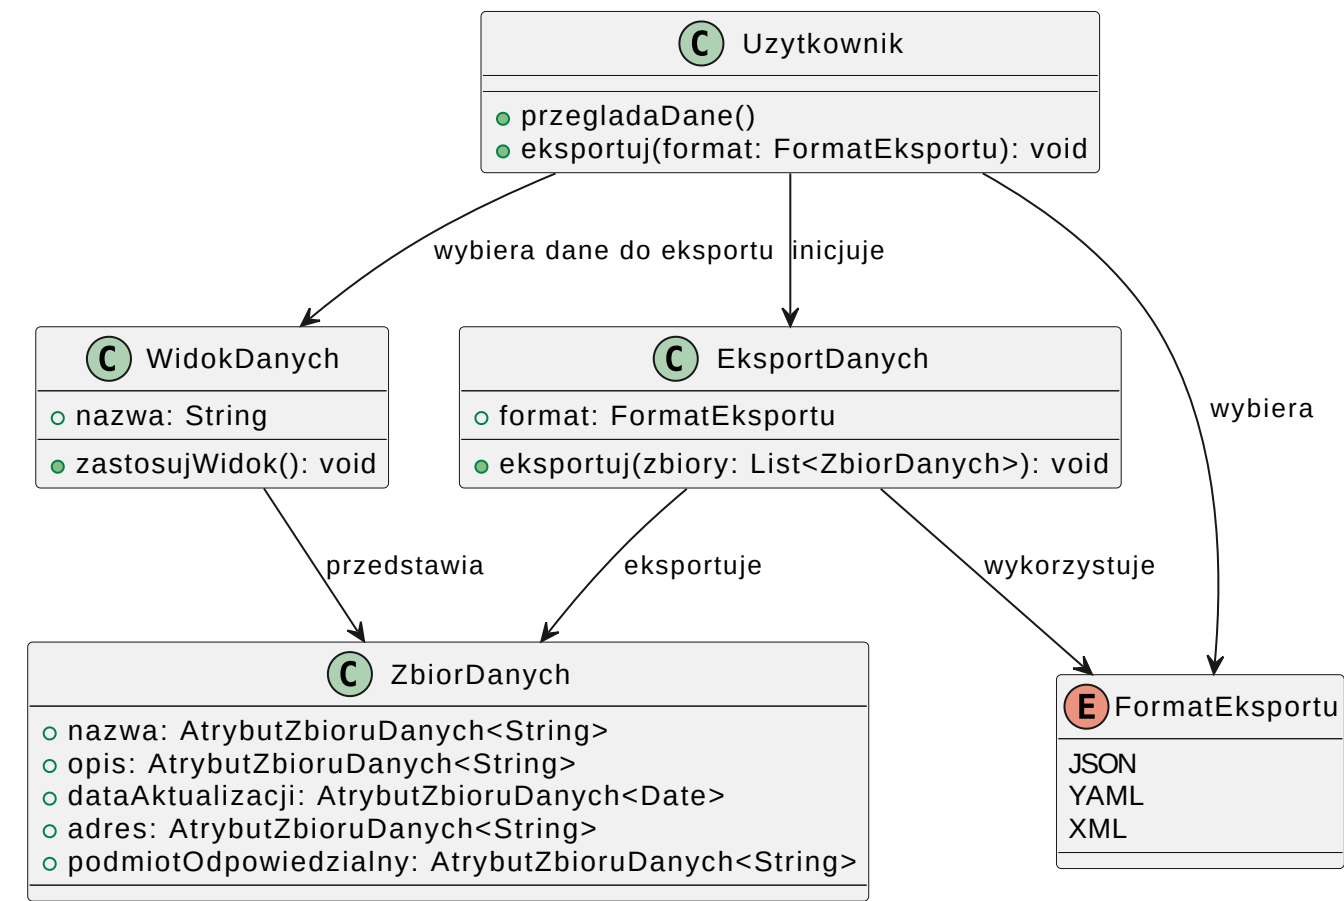 C Uzytkownik
przegladaDane()
eksportuj(format: FormatEksportu): void
wybiera dane do eksportu
inicjuje
wybiera
C WidokDanych
nazwa: String
zastosujWidok(): void
C EksportDanych
format: FormatEksportu
eksportuj(zbiory: List<ZbiorDanych>): void
przedstawia
eksportuje
wykorzystuje
C ZbiorDanych
nazwa: AtrybutZbioruDanych<String>
opis: AtrybutZbioruDanych<String>
dataAktualizacji: AtrybutZbioruDanych<Date>
adres: AtrybutZbioruDanych<String>
podmiotOdpowiedzialny: AtrybutZbioruDanych<String>
E FormatEksportu
JSON
YAML
XML